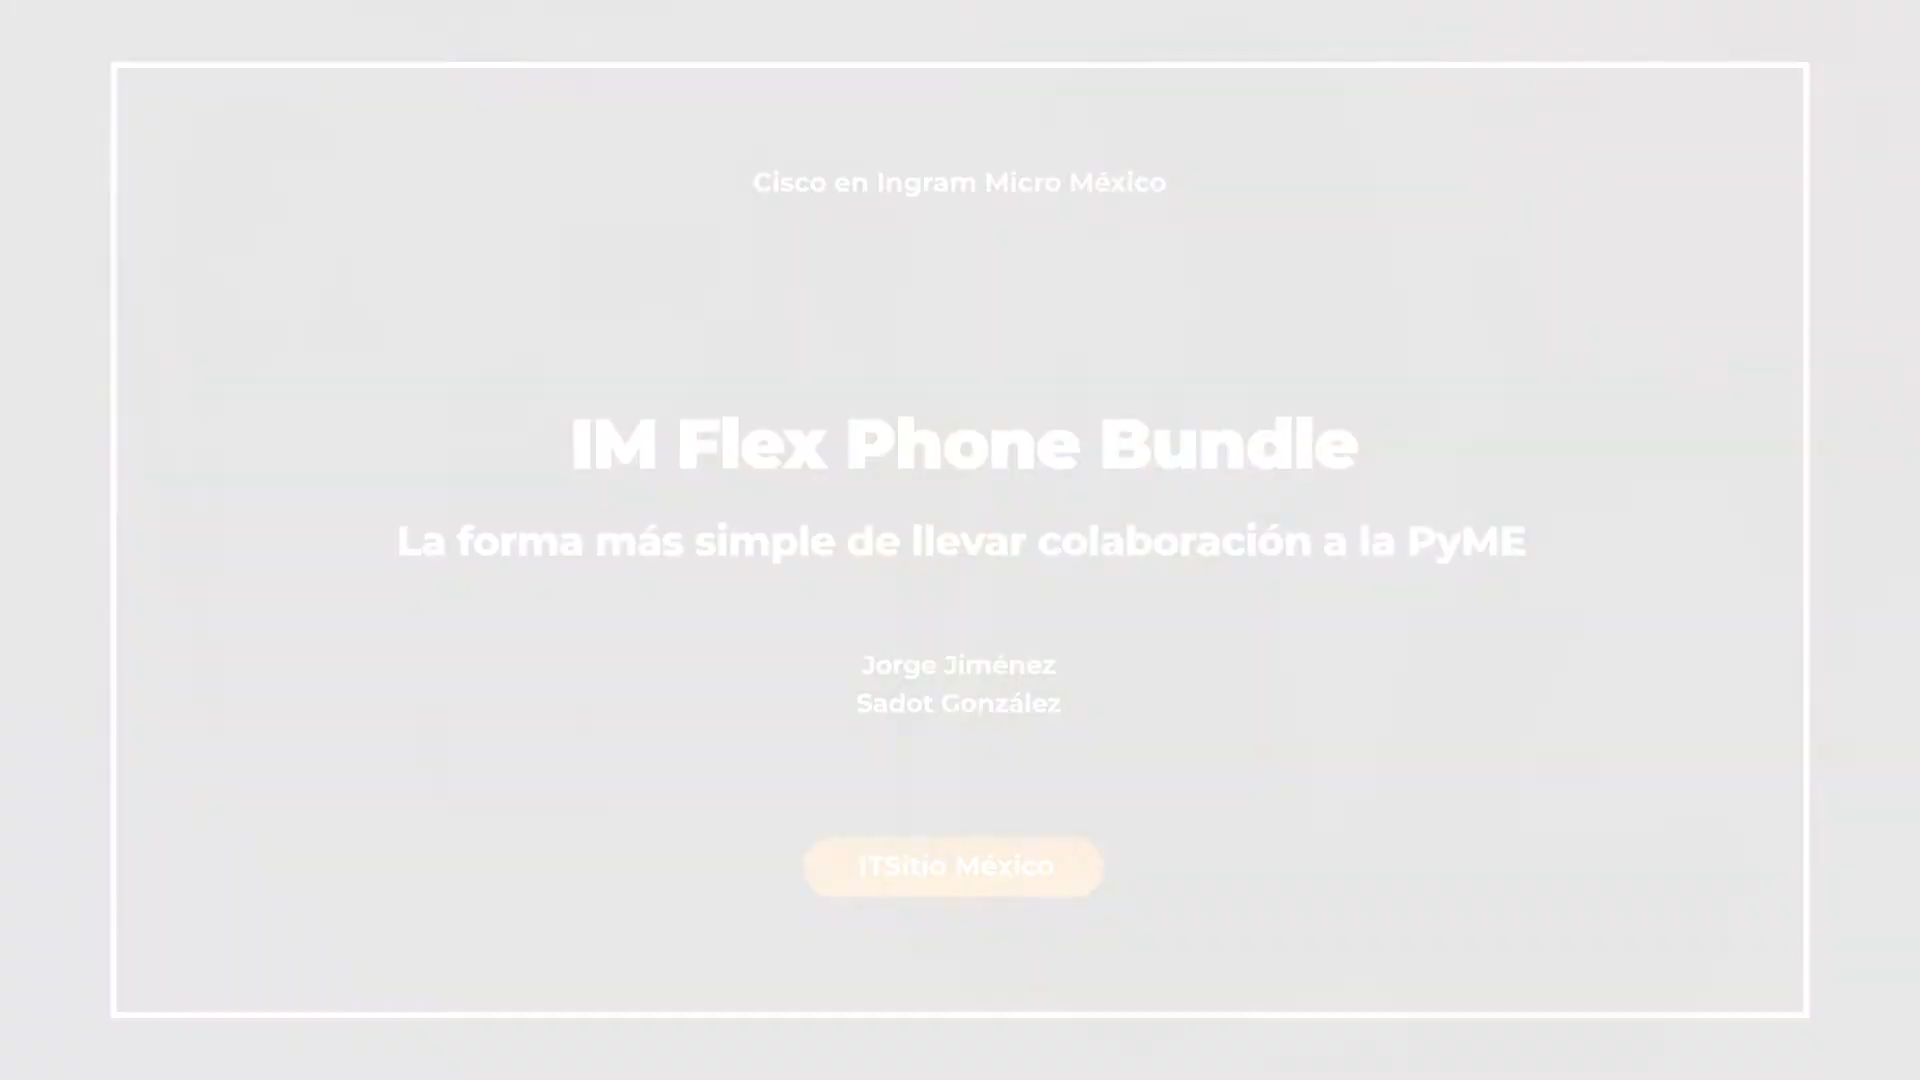 Cisco en Ingram Micro México
IM Flex Phone Bundle
La forma más simple de llevar colaboración a la PyME
Jorge Jiménez
Sadot González
ITSitio México